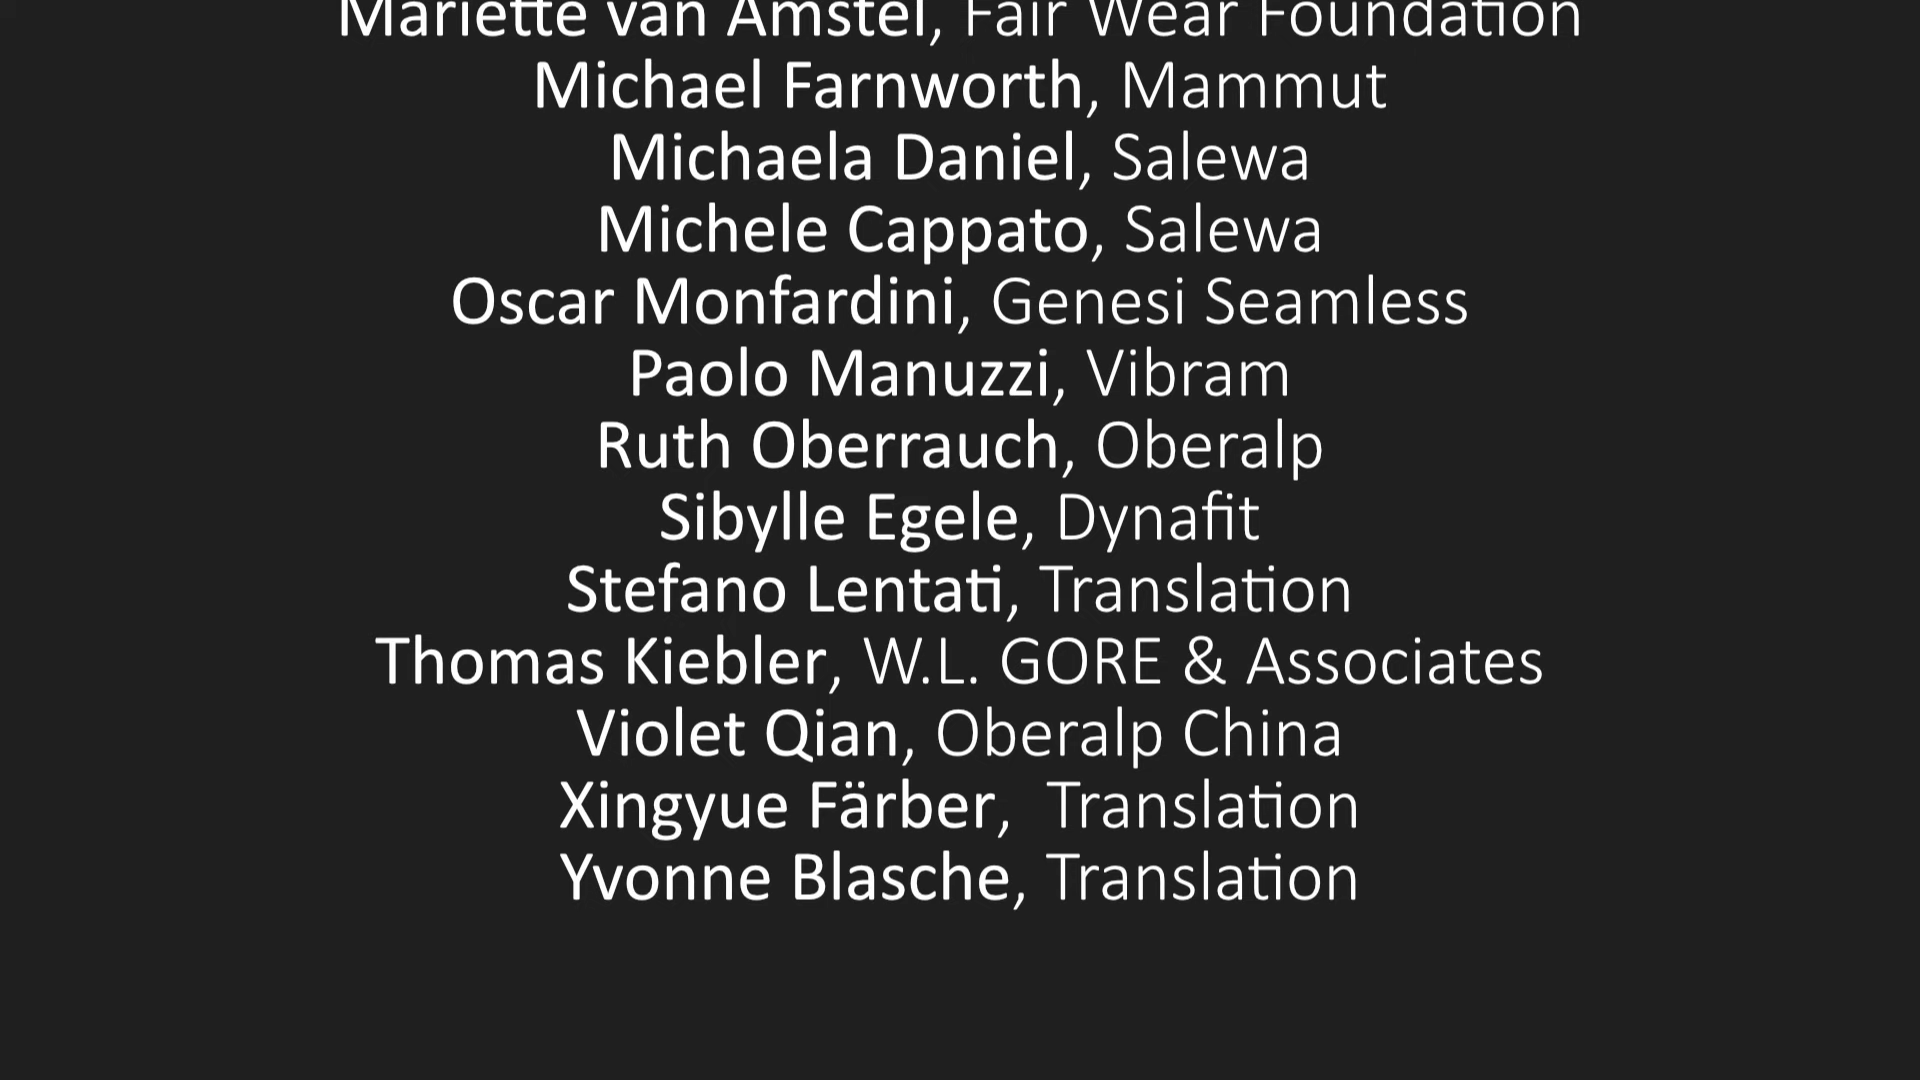 Mariette van Amstel, Fair Wear Foundation
Michael Farnworth, Mammut
Michaela Daniel, Salewa
Michele Cappato, Salewa
Oscar Monfardini, Genesi Seamless
Paolo Manuzzi, Vibram
Ruth Oberrauch, Oberalp
Sibylle Egele, Dynafit
Stefano Lentati, Translation
Thomas Kiebler, W.L. GORE & Associates
Violet Qian, Oberalp China
Xingyue Färber,  Translation
Yvonne Blasche, Translation